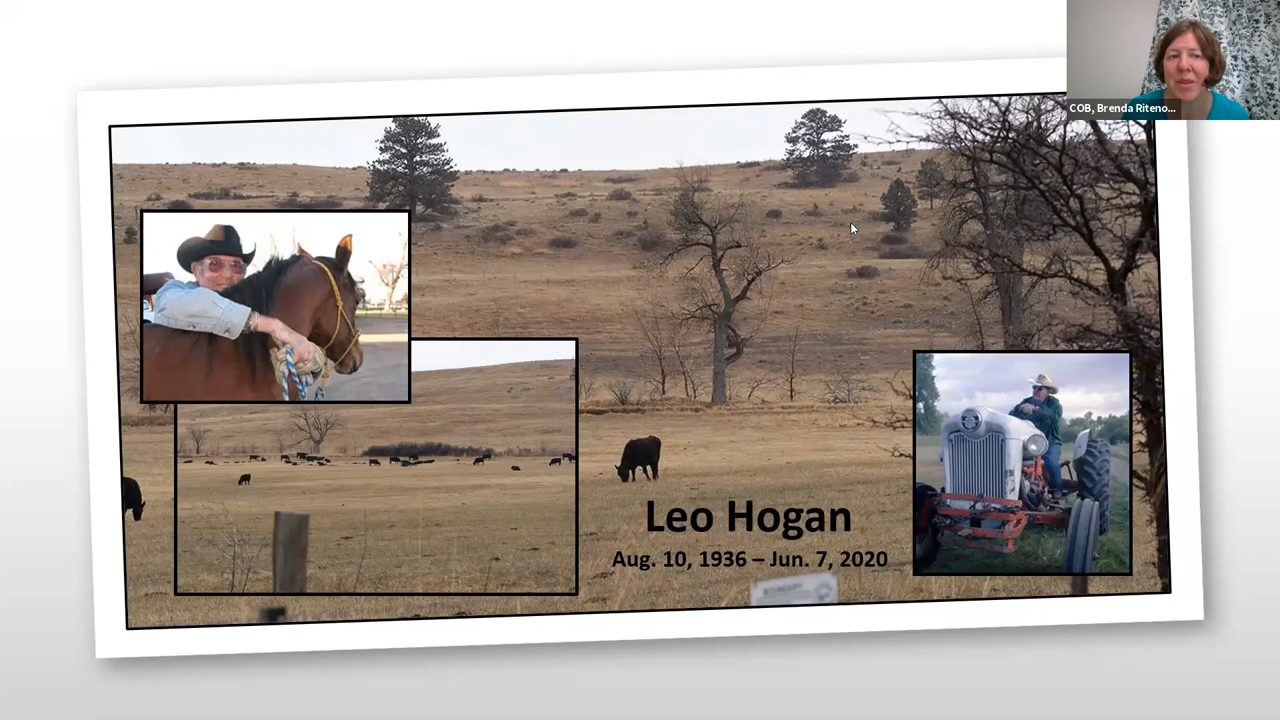 COB, Brenda Riteno...
Leo Hogan
Aug. 10, 1936 – Jun. 7, 2020